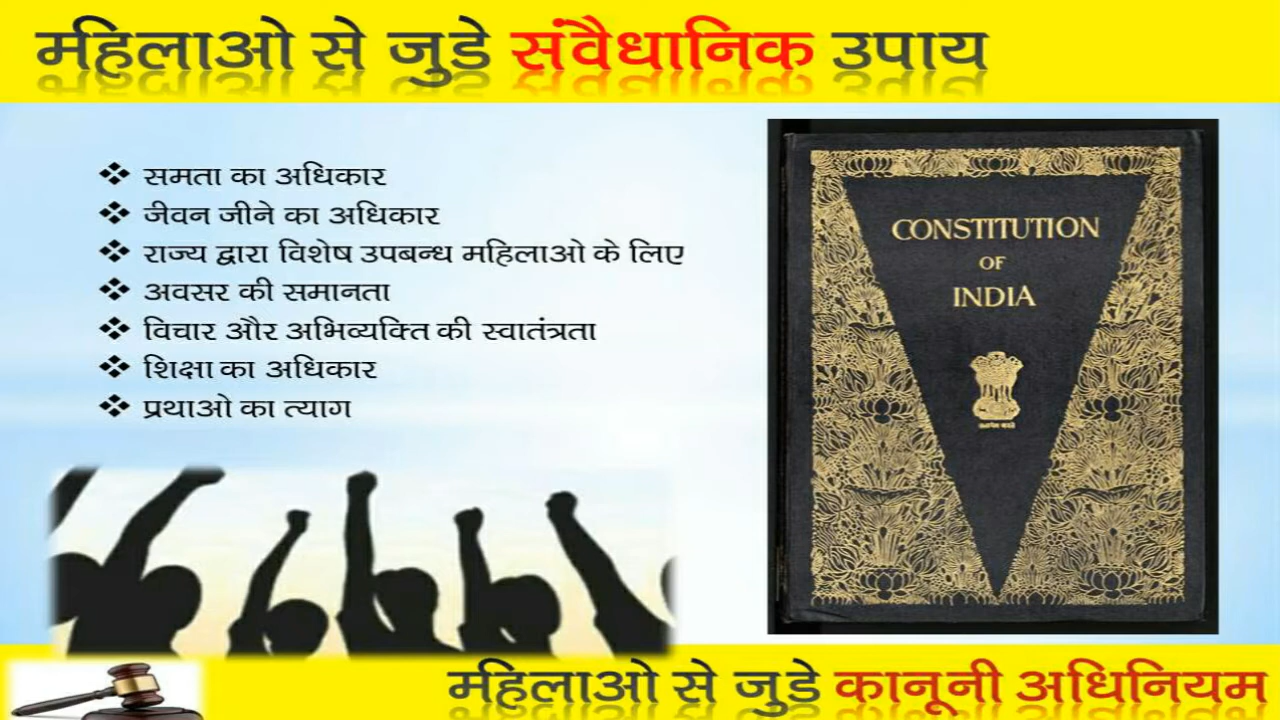 महिलाओ से जुडे संवैधानिक उपाय
❖ समता का अधिकार
❖ जीवन जीने का अधिकार
❖ राज्य द्वारा विशेष उपबन्ध महिलाओ के लिए
❖ अवसर की समानता
❖ विचार और अभिव्यक्ति की स्वातंत्रता
❖ शिक्षा का अधिकार
❖ प्रथाओ का त्याग
CONSTITUTION
OF
INDIA
महिलाओ से जुडे कानूनी अधिनियम